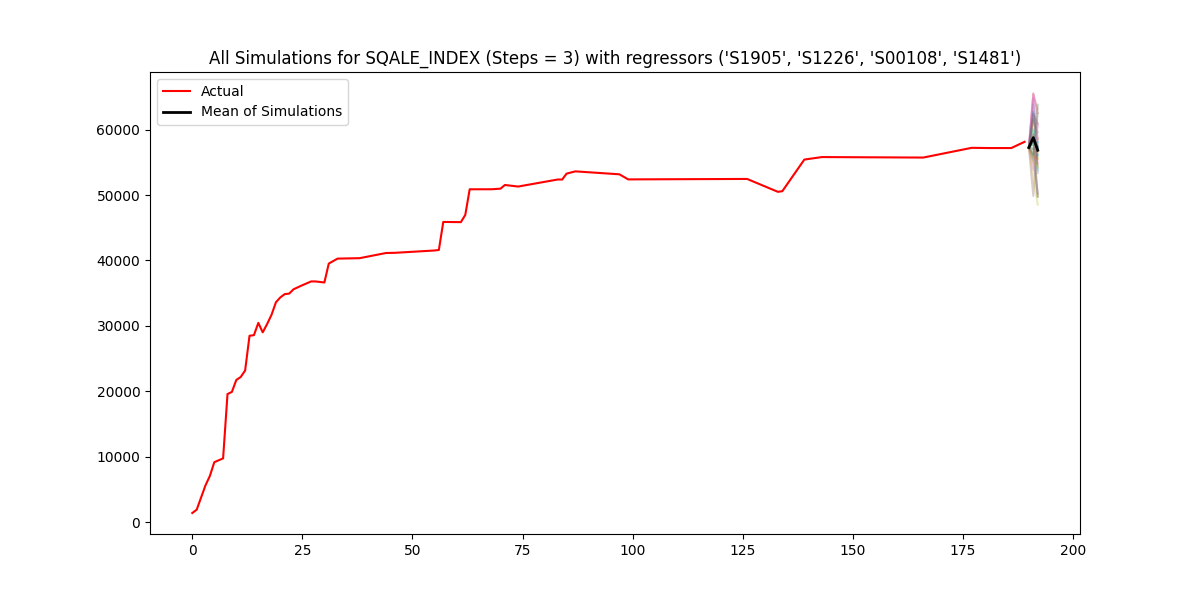 All Simulations for SQALE_INDEX (Steps = 3) with regressors ('S1905', 'S1226', 'S00108', 'S1481')
Actual
Mean of Simulations
60000
50000
40000
30000
20000
10000
0
0 25 50 75 100 125 150 175 200